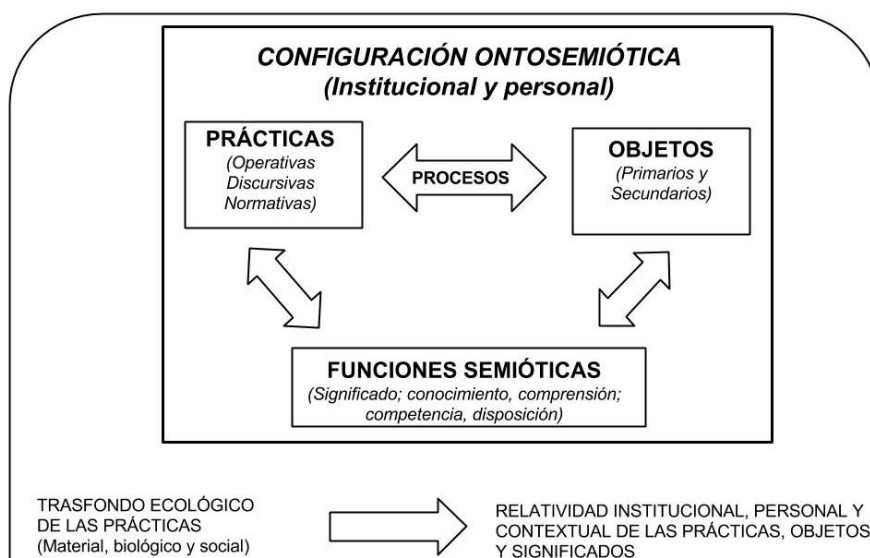 CONFIGURACIÓN ONTOSEMIÓTICA
(Institucional y personal)
PRÁCTICAS
(Operativas
Discursivas
Normativas)
PROCESOS
OBJETOS
(Primarios y
Secundarios)
FUNCIONES SEMIÓTICAS
(Significado; conocimiento, comprensión;
competencia, disposición)
TRASFONDO ECOLÓGICO
DE LAS PRÁCTICAS
(Material, biológico y social)
RELATIVIDAD INSTITUCIONAL, PERSONAL Y
CONTEXTUAL DE LAS PRÁCTICAS, OBJETOS
Y SIGNIFICADOS